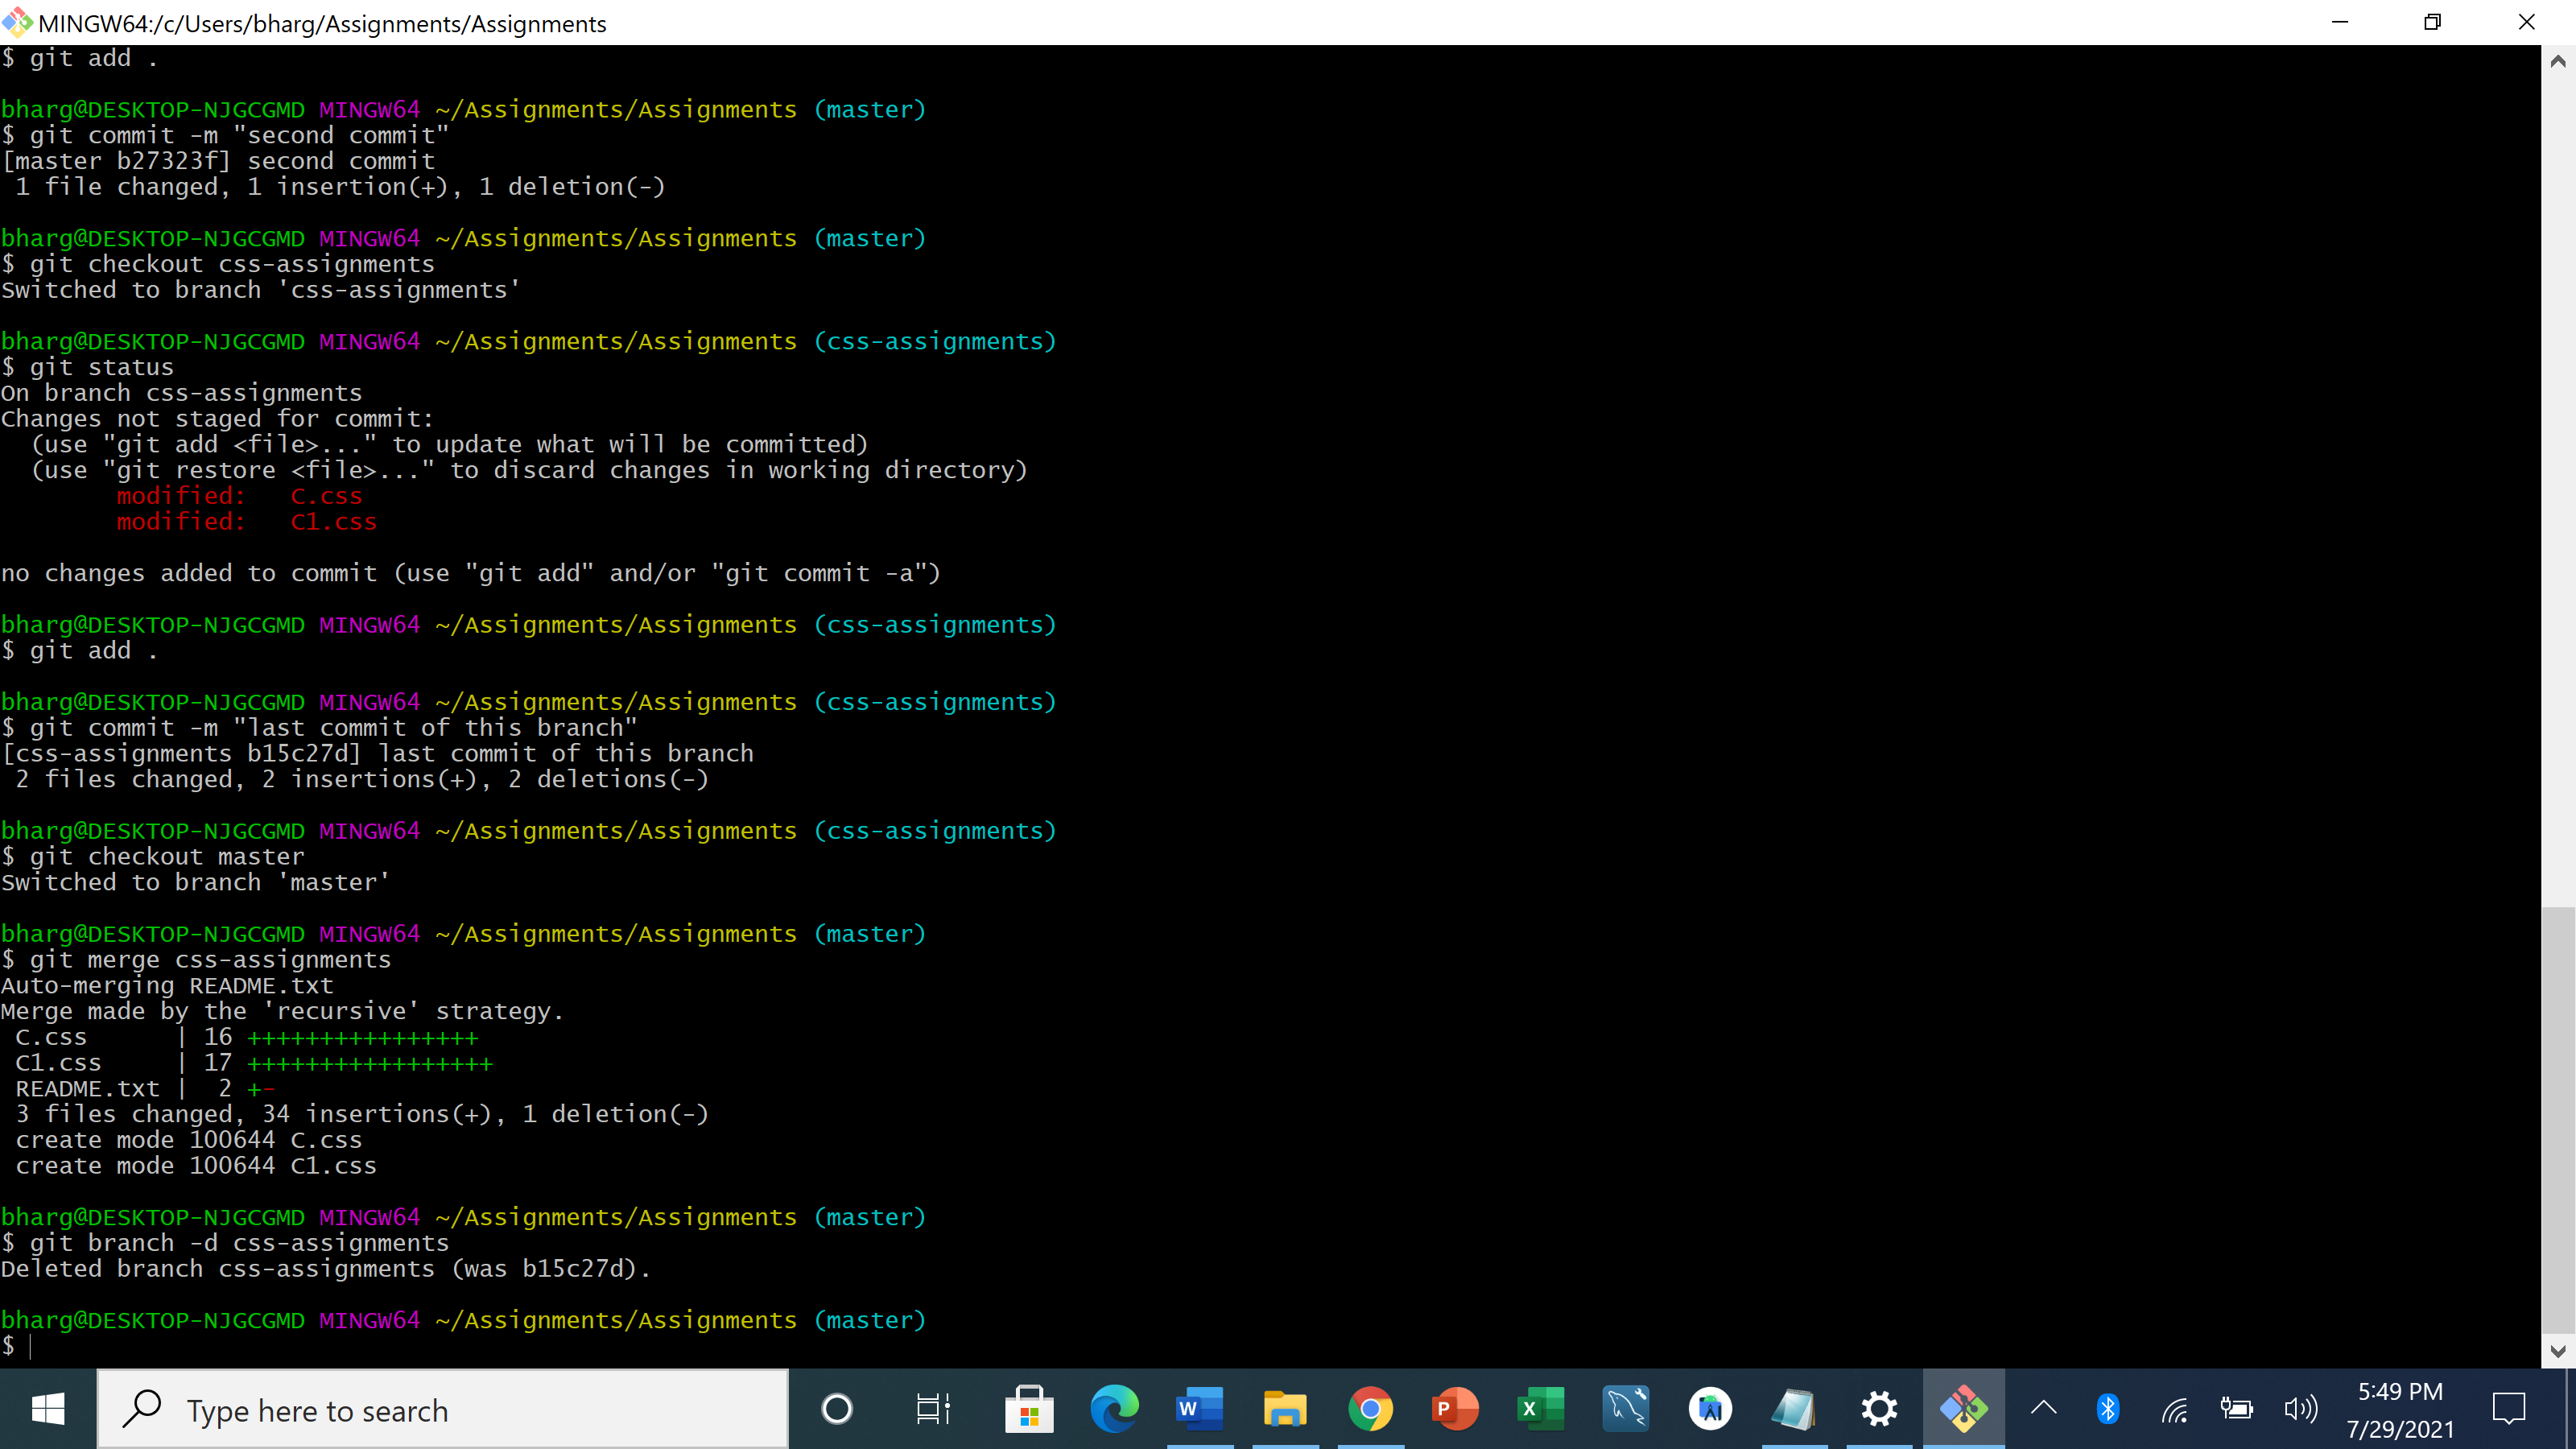 MINGW64:/c/Users/bharg/Assignments/Assignments
$ git add .
bharg@DESKTOP-NJGCGMD MINGW64 ~/Assignments/Assignments (master)
$ git commit -m "second commit"
[master b27323f] second commit
 1 file changed, 1 insertion(+), 1 deletion(-)
bharg@DESKTOP-NJGCGMD MINGW64 ~/Assignments/Assignments (master)
$ git checkout css-assignments
Switched to branch 'css-assignments'
bharg@DESKTOP-NJGCGMD MINGW64 ~/Assignments/Assignments (css-assignments)
$ git status
On branch css-assignments
Changes not staged for commit:
  (use "git add <file>..." to update what will be committed)
  (use "git restore <file>..." to discard changes in working directory)
        modified:   C.css
        modified:   C1.css
no changes added to commit (use "git add" and/or "git commit -a")
bharg@DESKTOP-NJGCGMD MINGW64 ~/Assignments/Assignments (css-assignments)
$ git add .
bharg@DESKTOP-NJGCGMD MINGW64 ~/Assignments/Assignments (css-assignments)
$ git commit -m "last commit of this branch"
[css-assignments b15c27d] last commit of this branch
 2 files changed, 2 insertions(+), 2 deletions(-)
bharg@DESKTOP-NJGCGMD MINGW64 ~/Assignments/Assignments (css-assignments)
$ git checkout master
Switched to branch 'master'
bharg@DESKTOP-NJGCGMD MINGW64 ~/Assignments/Assignments (master)
$ git merge css-assignments
Auto-merging README.txt
Merge made by the 'recursive' strategy.
 C.css      | 16 ++++++++++++++++
 C1.css     | 17 +++++++++++++++++
 README.txt |  2 +-
 3 files changed, 34 insertions(+), 1 deletion(-)
 create mode 100644 C.css
 create mode 100644 C1.css
bharg@DESKTOP-NJGCGMD MINGW64 ~/Assignments/Assignments (master)
$ git branch -d css-assignments
Deleted branch css-assignments (was b15c27d).
bharg@DESKTOP-NJGCGMD MINGW64 ~/Assignments/Assignments (master)
$
Type here to search
5:49 PM
7/29/2021